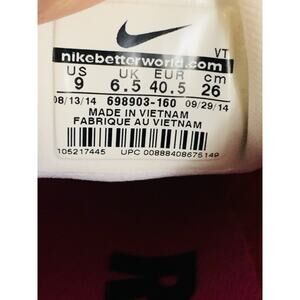 VT
nikebetterworld.com
US UK EUR cm
9 6.5 40.5 26
08/13/14 698903-160 09/29/14
MADE IN VIETNAM
FABRIQUE AU VIETNAM
105217445 UPC 00888408675149